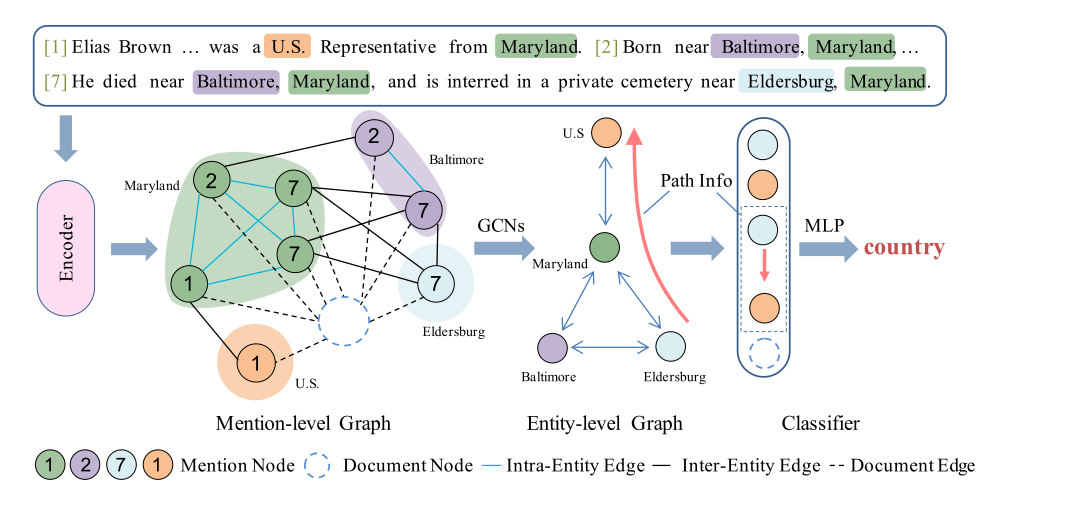 [1] Elias Brown … was a U.S. Representative from Maryland. [2] Born near Baltimore, Maryland, …
[7] He died near Baltimore, Maryland, and is interred in a private cemetery near Eldersburg, Maryland.
Encoder
Maryland
2
7
7
1
2
7
Baltimore
7
Eldersburg
1
U.S.
Mention-level Graph
GCNs
U.S
Maryland
Baltimore
Eldersburg
Entity-level Graph
Path Info
MLP
country
Classifier
1 2 7 1 Mention Node Document Node Intra-Entity Edge Inter-Entity Edge Document Edge